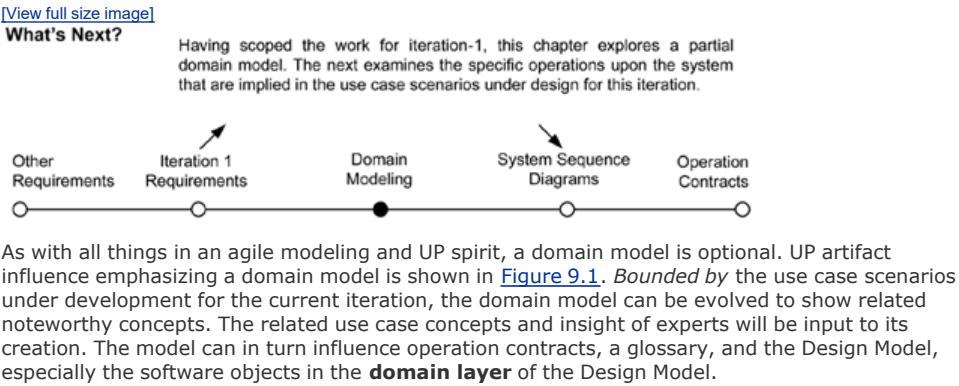 [View full size image]
What's Next?
Having scoped the work for iteration-1, this chapter explores a partial
domain model. The next examines the specific operations upon the system
that are implied in the use case scenarios under design for this iteration.
Other
Requirements
Iteration 1
Requirements
Domain
Modeling
System Sequence
Diagrams
Operation
Contracts
As with all things in an agile modeling and UP spirit, a domain model is optional. UP artifact
influence emphasizing a domain model is shown in Figure 9.1. Bounded by the use case scenarios
under development for the current iteration, the domain model can be evolved to show related
noteworthy concepts. The related use case concepts and insight of experts will be input to its
creation. The model can in turn influence operation contracts, a glossary, and the Design Model,
especially the software objects in the domain layer of the Design Model.